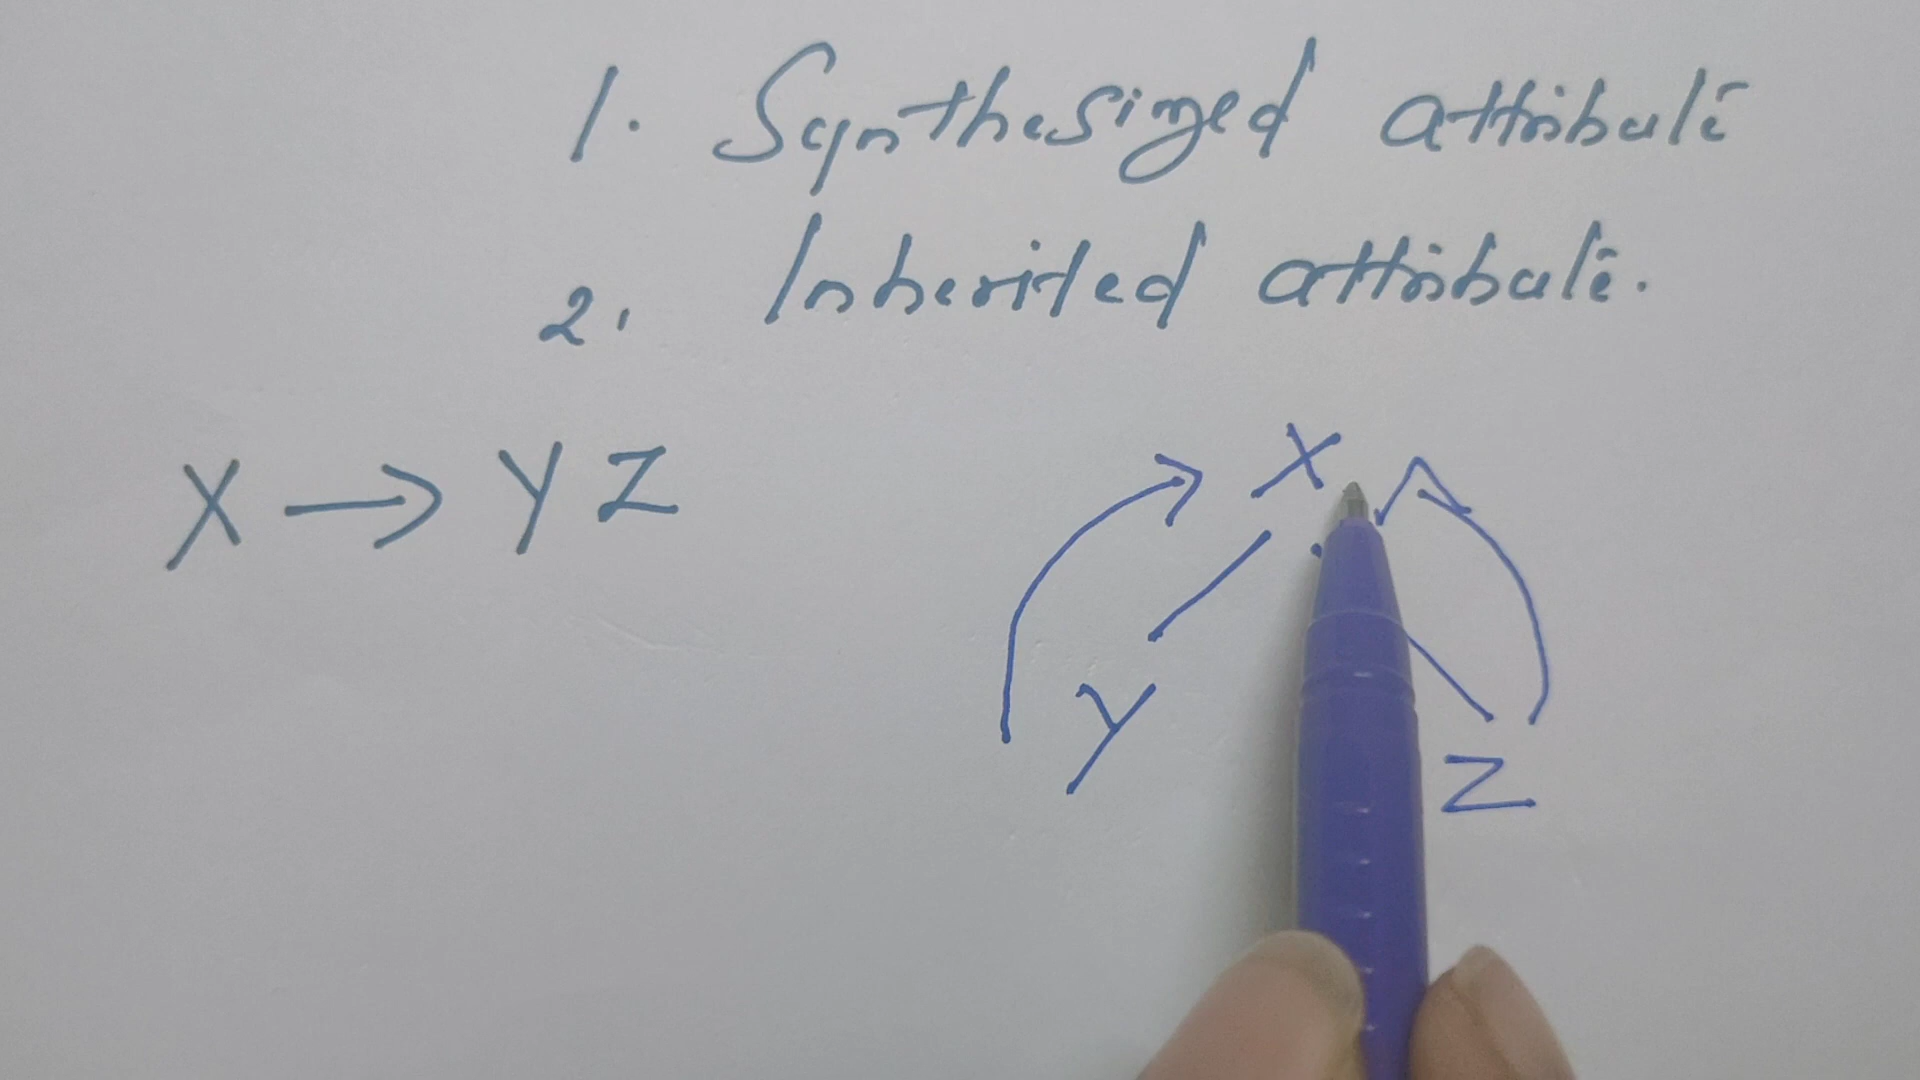 1. Synthesized attribute
2. Inherited attribute.
X → Y Z
X
Y
Z